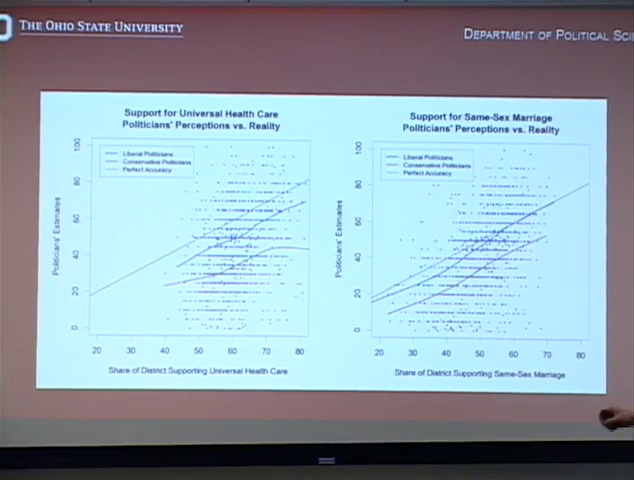 THE OHIO STATE UNIVERSITY
DEPARTMENT OF POLITICAL SCI
Support for Universal Health Care
Politicians' Perceptions vs. Reality
Liberal Politicians
Conservative Politicians
Perfect Accuracy
Politicians' Estimates
0
20
40
60
80
100
20 30 40 50 60 70 80
Share of District Supporting Universal Health Care
Support for Same-Sex Marriage
Politicians' Perceptions vs. Reality
Liberal Politicians
Conservative Politicians
Perfect Accuracy
Politicians' Estimates
0
20
40
60
80
100
20 30 40 50 60 70 80
Share of District Supporting Same-Sex Marriage